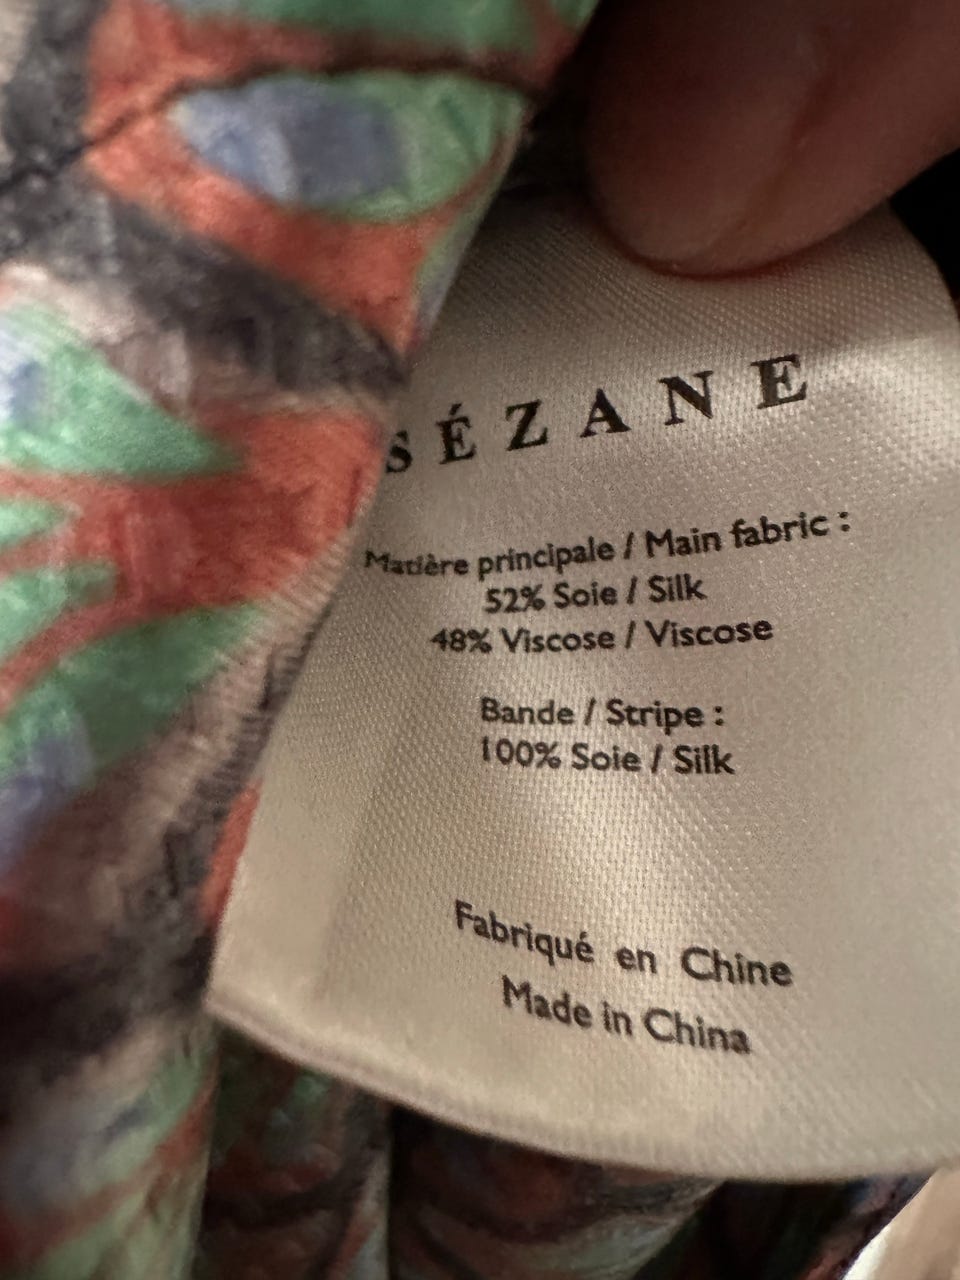 SÉZANE
Matière principale / Main fabric :
52% Soie / Silk
48% Viscose / Viscose
Bande / Stripe :
100% Soie / Silk
Fabriqué en Chine
Made in China